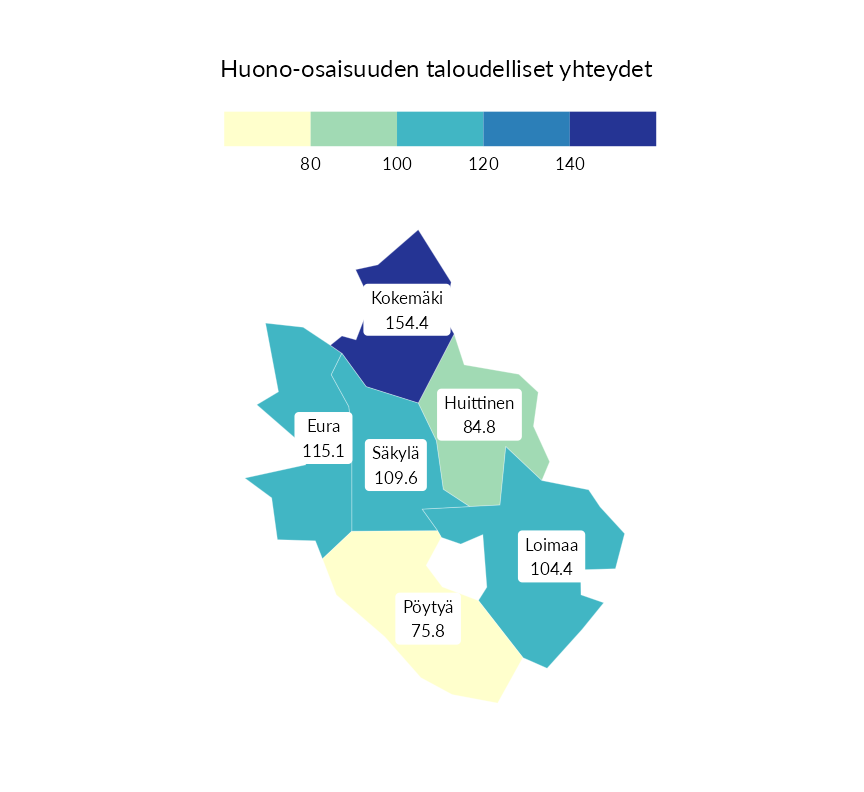 Huono-osaisuuden taloudelliset yhteydet
80 100 120 140
Kokemäki
154.4
Huittinen
84.8
Eura
115.1
Säkylä
109.6
Loimaa
104.4
Pöytyä
75.8